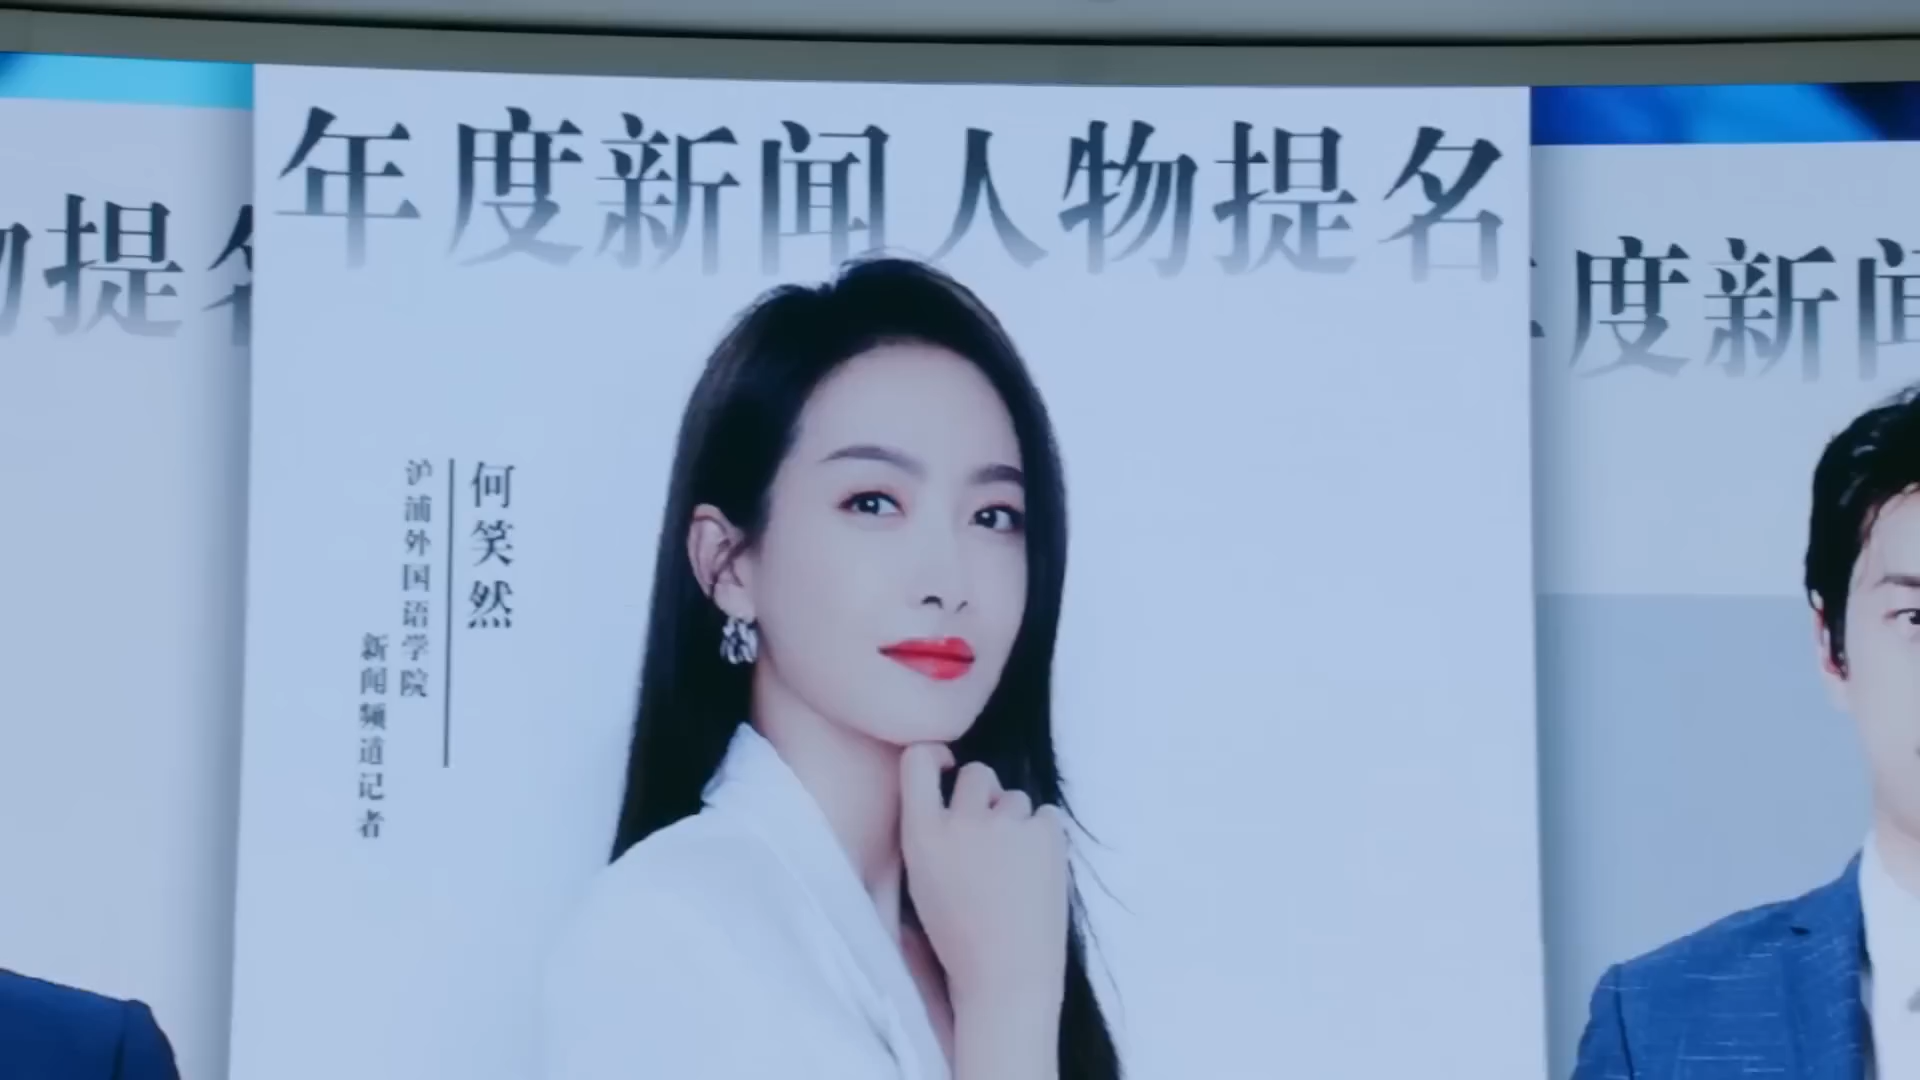 年度新闻人物提名
何笑然
沪浦外国语学院
新闻频道记者
物提名
年度新闻